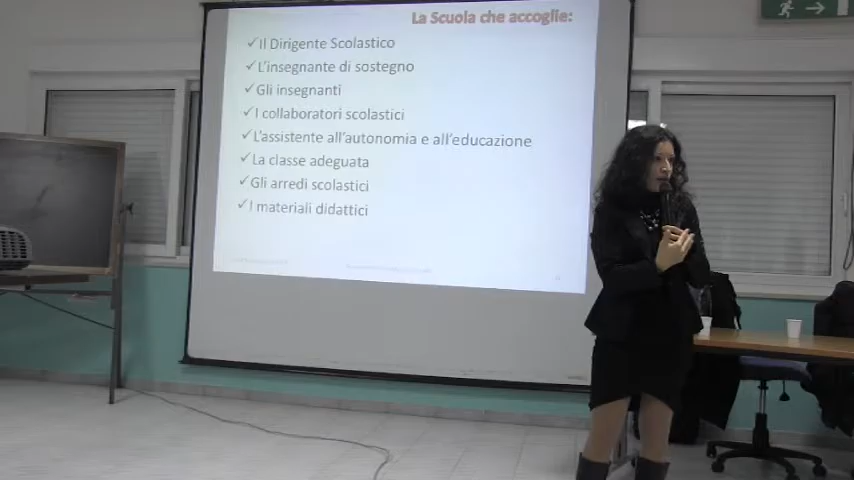 La Scuola che accoglie:
✓Il Dirigente Scolastico
✓L'insegnante di sostegno
✓Gli insegnanti
✓I collaboratori scolastici
✓L'assistente all'autonomia e all'educazione
✓La classe adeguata
✓Gli arredi scolastici
✓I materiali didattici